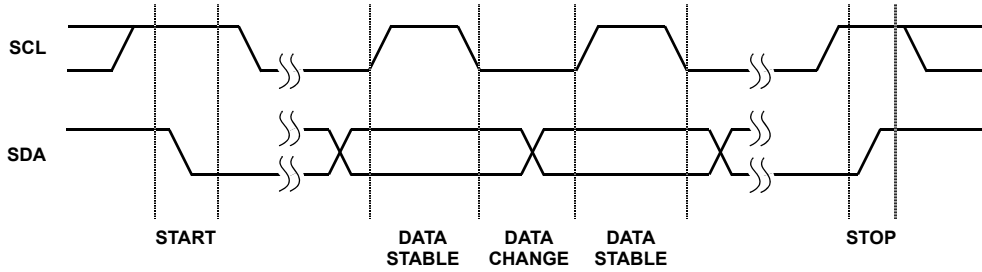 SCL
SDA
START
DATA
STABLE
DATA
CHANGE
DATA
STABLE
STOP